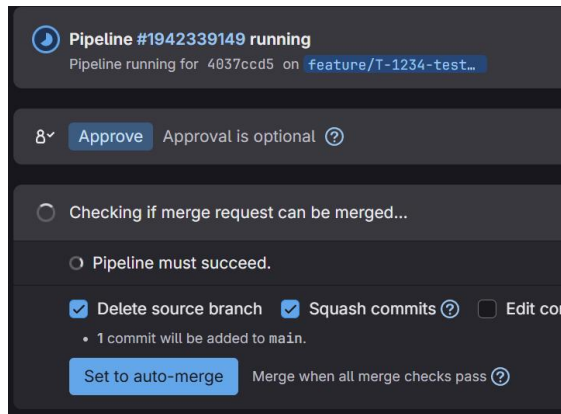 Pipeline #1942339149 running
Pipeline running for 4037ccd5 on feature/T-1234-test…
Approve Approval is optional
Checking if merge request can be merged...
Pipeline must succeed.
Delete source branch Squash commits Edit
• 1 commit will be added to main.
Set to auto-merge Merge when all merge checks pass